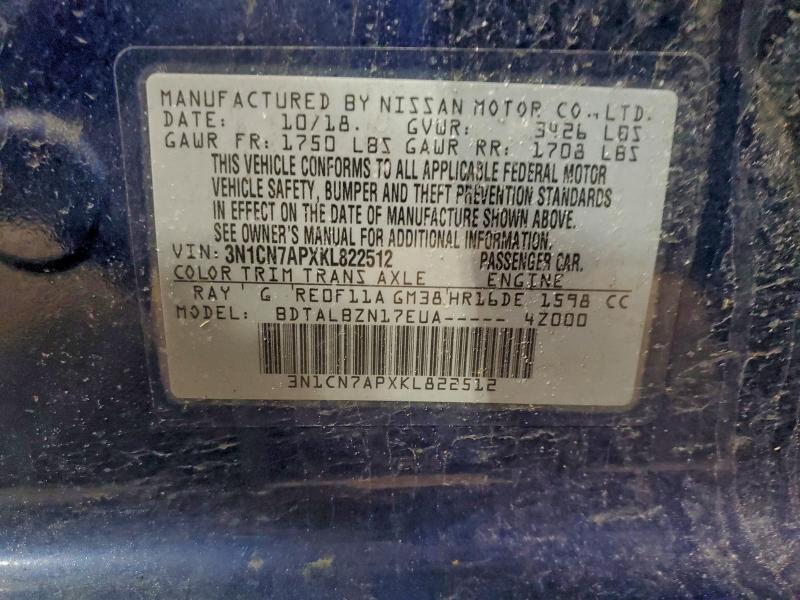 MANUFACTURED BY NISSAN MOTOR CO., LTD.
DATE: 10/18. GVWR: 3426 LBS
GAWR FR: 1750 LBS GAWR RR: 1708 LBS
THIS VEHICLE CONFORMS TO ALL APPLICABLE FEDERAL MOTOR
VEHICLE SAFETY, BUMPER AND THEFT PREVENTION STANDARDS
IN EFFECT ON THE DATE OF MANUFACTURE SHOWN ABOVE.
SEE OWNER'S MANUAL FOR ADDITIONAL INFORMATION.
VIN: 3N1CN7APXKL822512 PASSENGER CAR.
COLOR TRIM TRANS AXLE ENGINE
RAY G RE0F11A GM38 HR16DE 1598 CC
MODEL: BDTALBZN17EUA----- 4Z000
3N1CN7APXKL822512